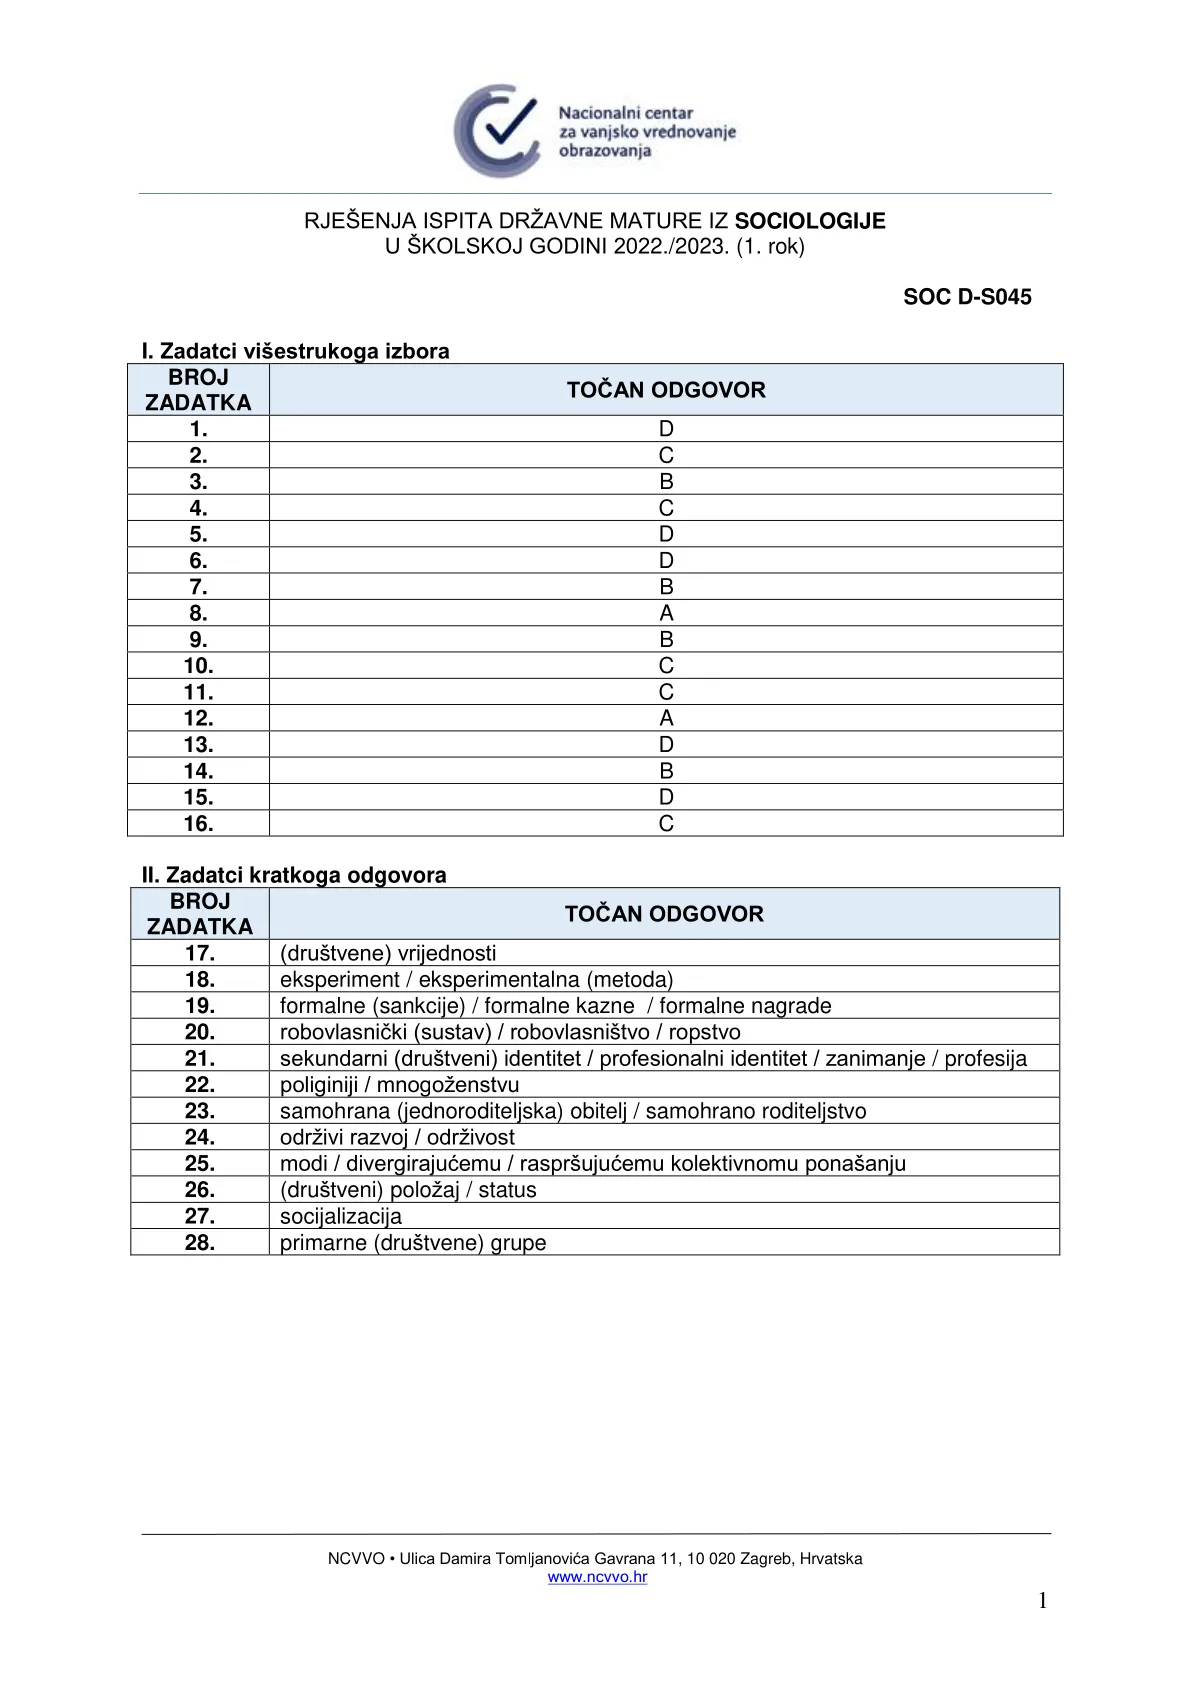 Nacionalni centar
za vanjsko vrednovanje
obrazovanja
RJEŠENJA ISPITA DRŽAVNE MATURE IZ SOCIOLOGIJE
U ŠKOLSKOJ GODINI 2022./2023. (1. rok)
SOC D-S045
I. Zadatci višestrukoga izbora
BROJ ZADATKA TOČAN ODGOVOR
1. D
2. C
3. B
4. C
5. D
6. D
7. B
8. A
9. B
10. C
11. C
12. A
13. D
14. B
15. D
16. C
II. Zadatci kratkoga odgovora
BROJ ZADATKA TOČAN ODGOVOR
17. (društvene) vrijednosti
18. eksperiment / eksperimentalna (metoda)
19. formalne (sankcije) / formalne kazne / formalne nagrade
20. robovlasnički (sustav) / robovlasništvo / ropstvo
21. sekundarni (društveni) identitet / profesionalni identitet / zanimanje / profesija
22. poliginiji / mnogoženstvu
23. samohrana (jednoroditeljska) obitelj / samohrano roditeljstvo
24. održivi razvoj / održivost
25. modi / divergirajućemu / raspršujućemu kolektivnomu ponašanju
26. (društveni) položaj / status
27. socijalizacija
28. primarne (društvene) grupe
NCVVO • Ulica Damira Tomljanovića Gavrana 11, 10 020 Zagreb, Hrvatska
www.ncvvo.hr
1